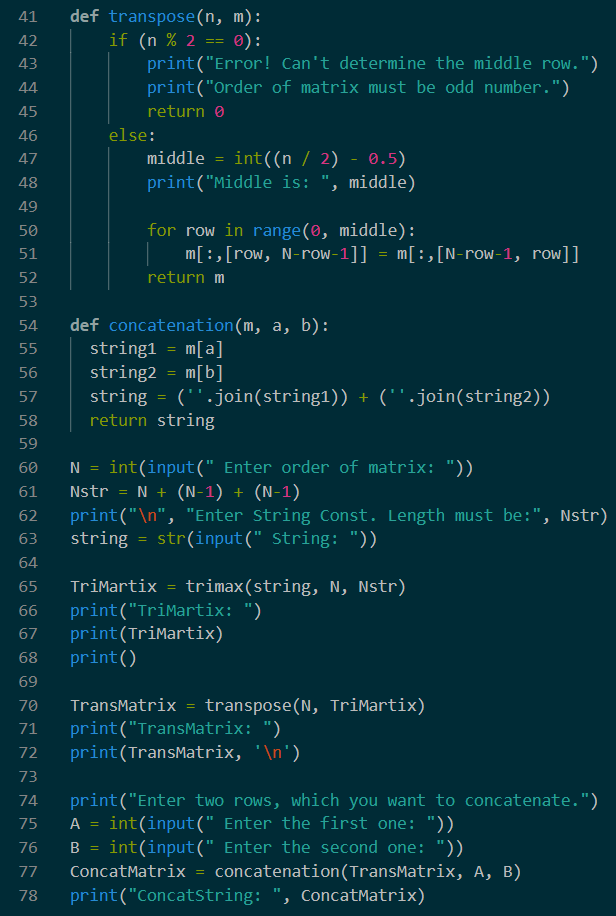 41 def transpose(n, m):
42     if (n % 2 == 0):
43         print("Error! Can't determine the middle row.")
44         print("Order of matrix must be odd number.")
45         return 0
46     else:
47         middle = int((n / 2) - 0.5)
48         print("Middle is: ", middle)
49
50         for row in range(0, middle):
51             m[:,[row, N-row-1]] = m[:,[N-row-1, row]]
52         return m
53
54 def concatenation(m, a, b):
55   string1 = m[a]
56   string2 = m[b]
57   string = (''.join(string1)) + (''.join(string2))
58   return string
59
60 N = int(input(" Enter order of matrix: "))
61 Nstr = N + (N-1) + (N-1)
62 print("\n", "Enter String Const. Length must be:", Nstr)
63 string = str(input(" String: "))
64
65 TriMartix = trimax(string, N, Nstr)
66 print("TriMartix: ")
67 print(TriMartix)
68 print()
69
70 TransMatrix = transpose(N, TriMartix)
71 print("TransMatrix: ")
72 print(TransMatrix, '\n')
73
74 print("Enter two rows, which you want to concatenate.")
75 A = int(input(" Enter the first one: "))
76 B = int(input(" Enter the second one: "))
77 ConcatMatrix = concatenation(TransMatrix, A, B)
78 print("ConcatString: ", ConcatMatrix)